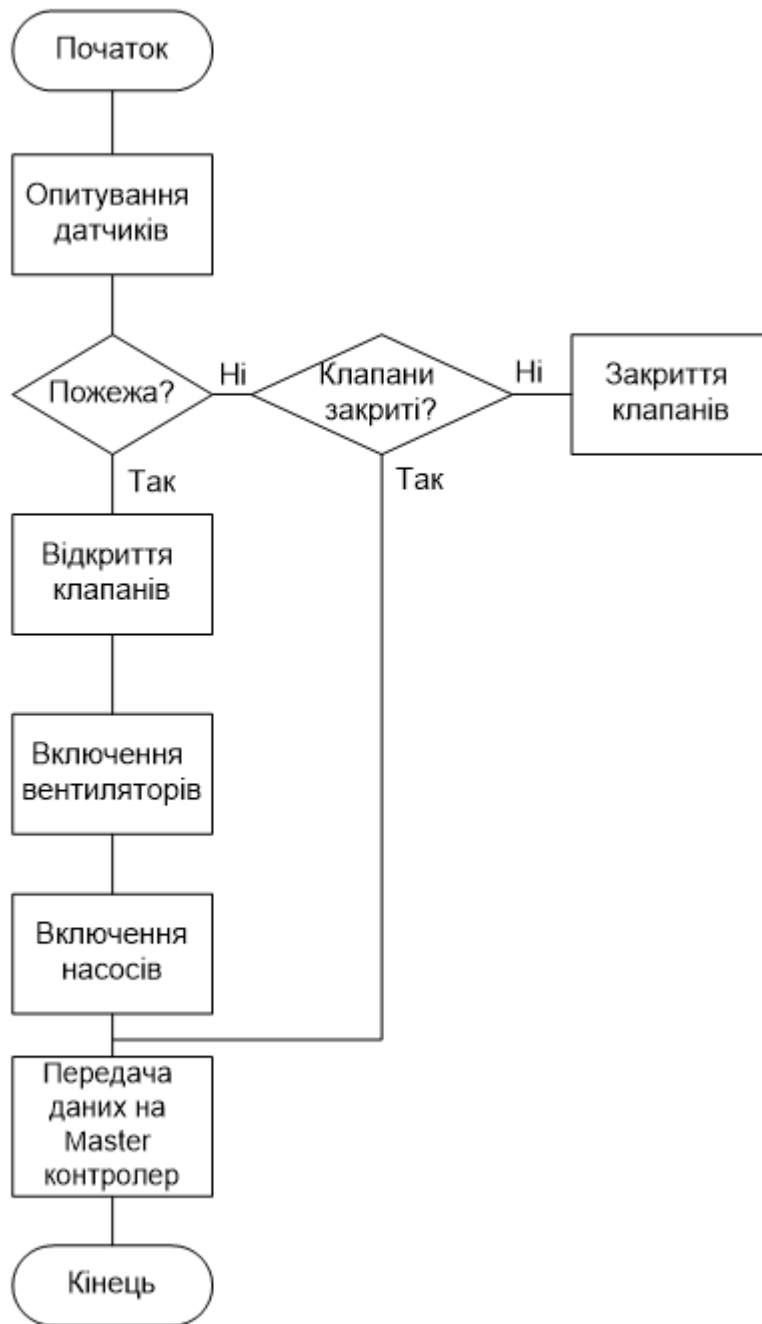 Початок
Опитування
датчиків
Пожежа?
Ні
Клапани
закриті?
Ні
Закриття
клапанів
Так
Так
Відкриття
клапанів
Включення
вентиляторів
Включення
насосів
Передача
даних на
Master
контролер
Кінець